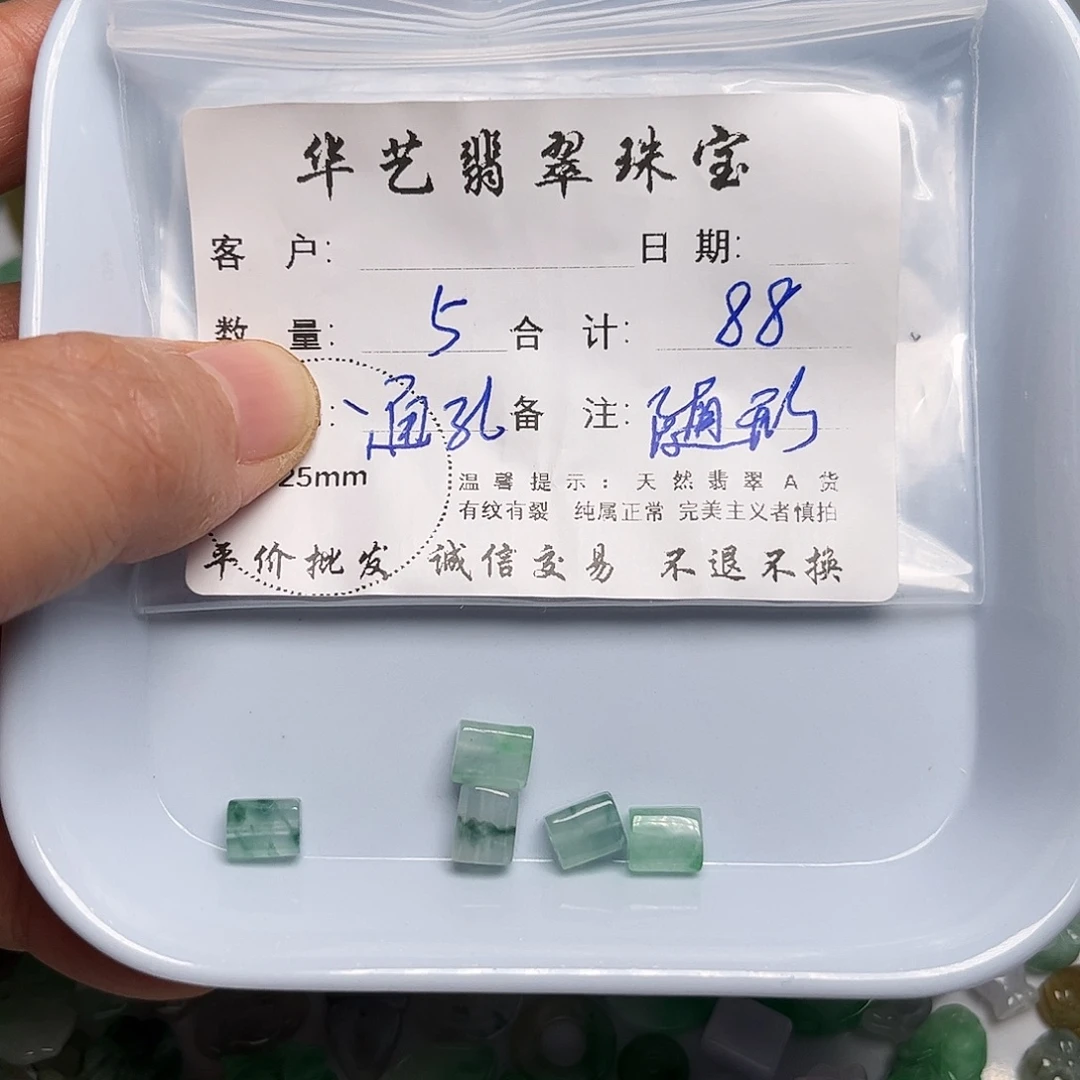 华艺翡翠珠宝
客 户: 日 期:
数 量: 5 合 计: 88
: 通孔 备 注: 随形
25mm
温馨提示:天然翡翠A货
有纹有裂 纯属正常 完美主义者慎拍
平价批发 诚信交易 不退不换